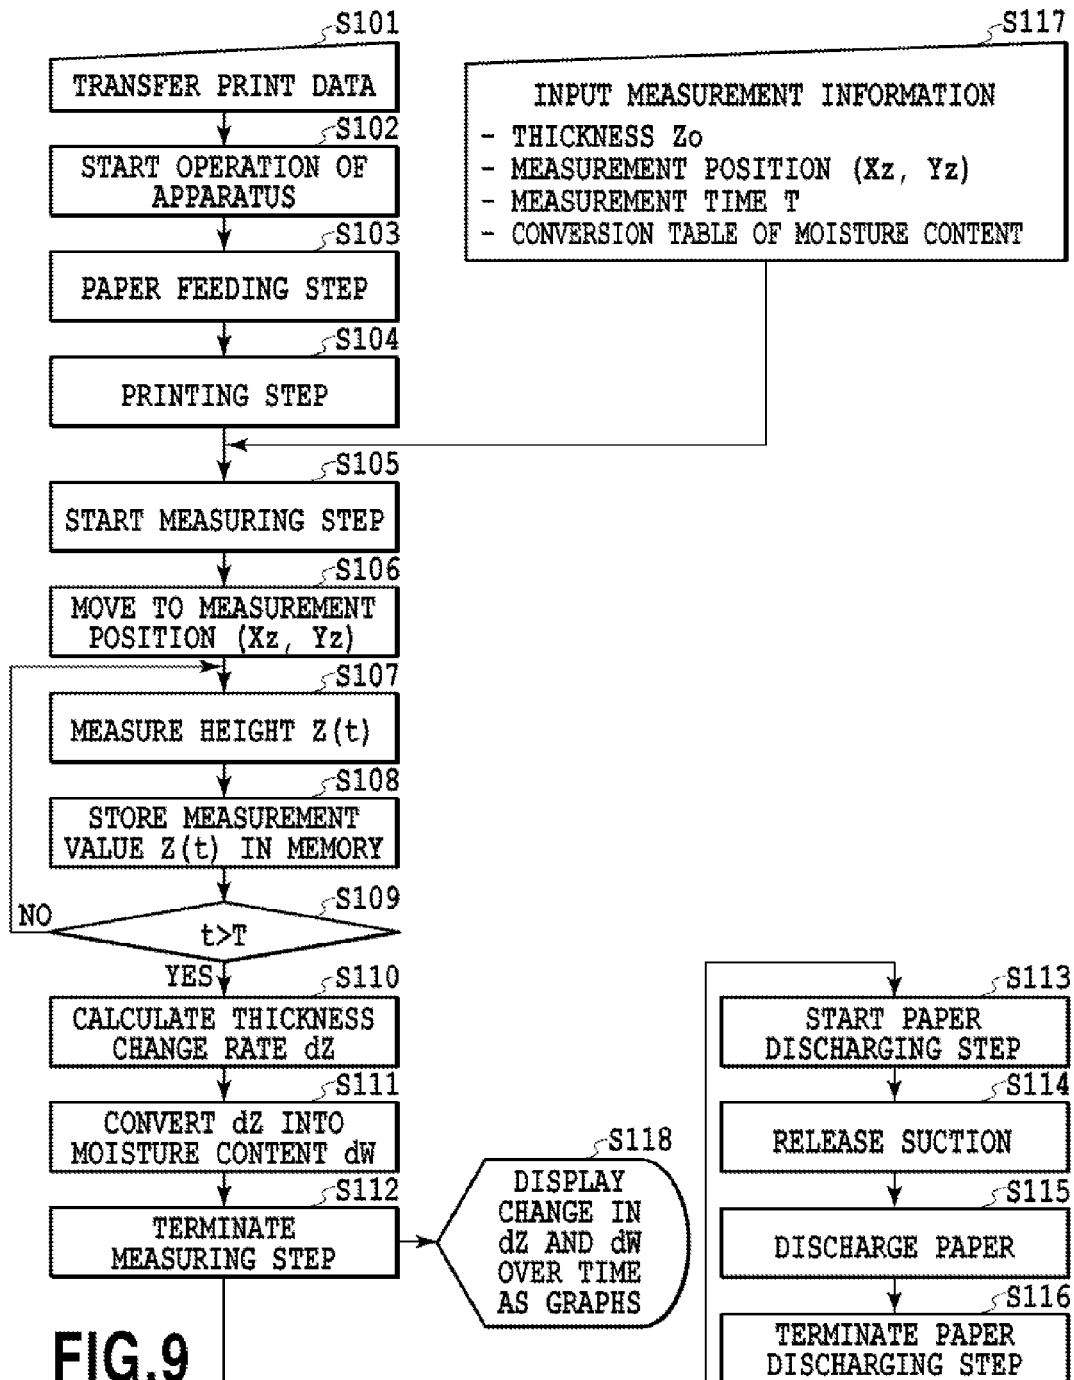 S101
TRANSFER PRINT DATA
S102
START OPERATION OF
APPARATUS
S103
PAPER FEEDING STEP
S104
PRINTING STEP
S117
INPUT MEASUREMENT INFORMATION
- THICKNESS Zo
- MEASUREMENT POSITION (Xz, Yz)
- MEASUREMENT TIME T
- CONVERSION TABLE OF MOISTURE CONTENT
S105
START MEASURING STEP
S106
MOVE TO MEASUREMENT
POSITION (Xz, Yz)
S107
MEASURE HEIGHT Z(t)
S108
STORE MEASUREMENT
VALUE Z(t) IN MEMORY
S109
t>T
NO
YES
S110
CALCULATE THICKNESS
CHANGE RATE dZ
S111
CONVERT dZ INTO
MOISTURE CONTENT dW
S112
TERMINATE
MEASURING STEP
S118
DISPLAY
CHANGE IN
dZ AND dW
OVER TIME
AS GRAPHS
S113
START PAPER
DISCHARGING STEP
S114
RELEASE SUCTION
S115
DISCHARGE PAPER
S116
TERMINATE PAPER
DISCHARGING STEP
FIG.9